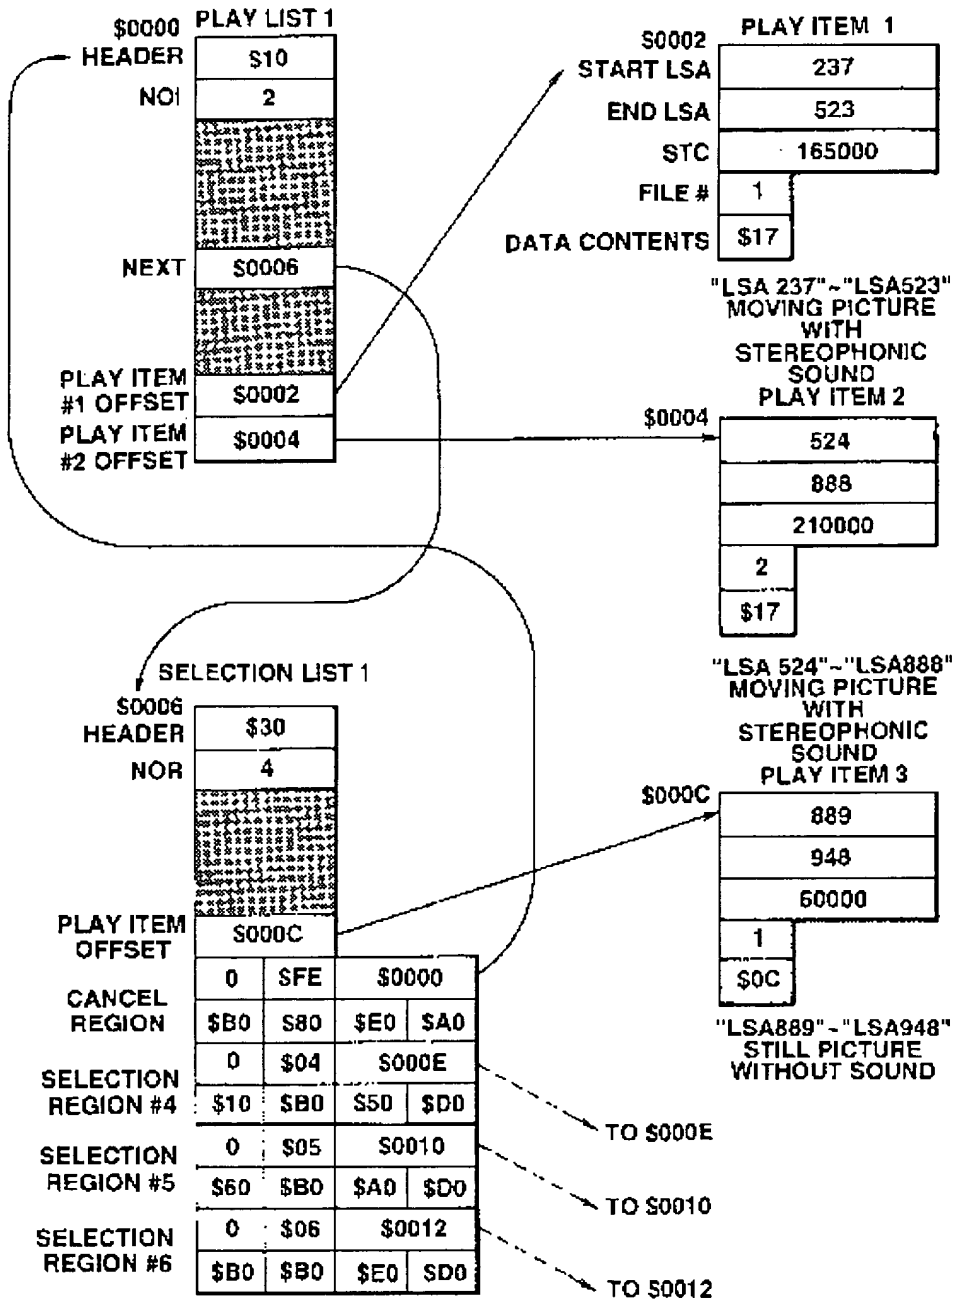 PLAY LIST 1
$0000
HEADER
$10
NOI
2
NEXT
$0006
PLAY ITEM
#1 OFFSET
$0002
PLAY ITEM
#2 OFFSET
$0004
PLAY ITEM 1
$0002
START LSA
237
END LSA
523
STC
165000
FILE #
1
DATA CONTENTS
$17
"LSA 237"~"LSA523"
MOVING PICTURE
WITH
STEREOPHONIC
SOUND
PLAY ITEM 2
$0004
524
888
210000
2
$17
"LSA 524"~"LSA888"
MOVING PICTURE
WITH
STEREOPHONIC
SOUND
PLAY ITEM 3
$000C
889
948
60000
1
$0C
"LSA889"~"LSA948"
STILL PICTURE
WITHOUT SOUND
SELECTION LIST 1
$0006
HEADER
$30
NOR
4
PLAY ITEM
OFFSET
$000C
CANCEL
REGION
0 $FE $0000
$B0 $80 $E0 $A0
SELECTION
REGION #4
0 $04 $000E
$10 $B0 $50 $D0
TO $000E
SELECTION
REGION #5
0 $05 $0010
$60 $B0 $A0 $D0
TO $0010
SELECTION
REGION #6
0 $06 $0012
$B0 $B0 $E0 $D0
TO $0012